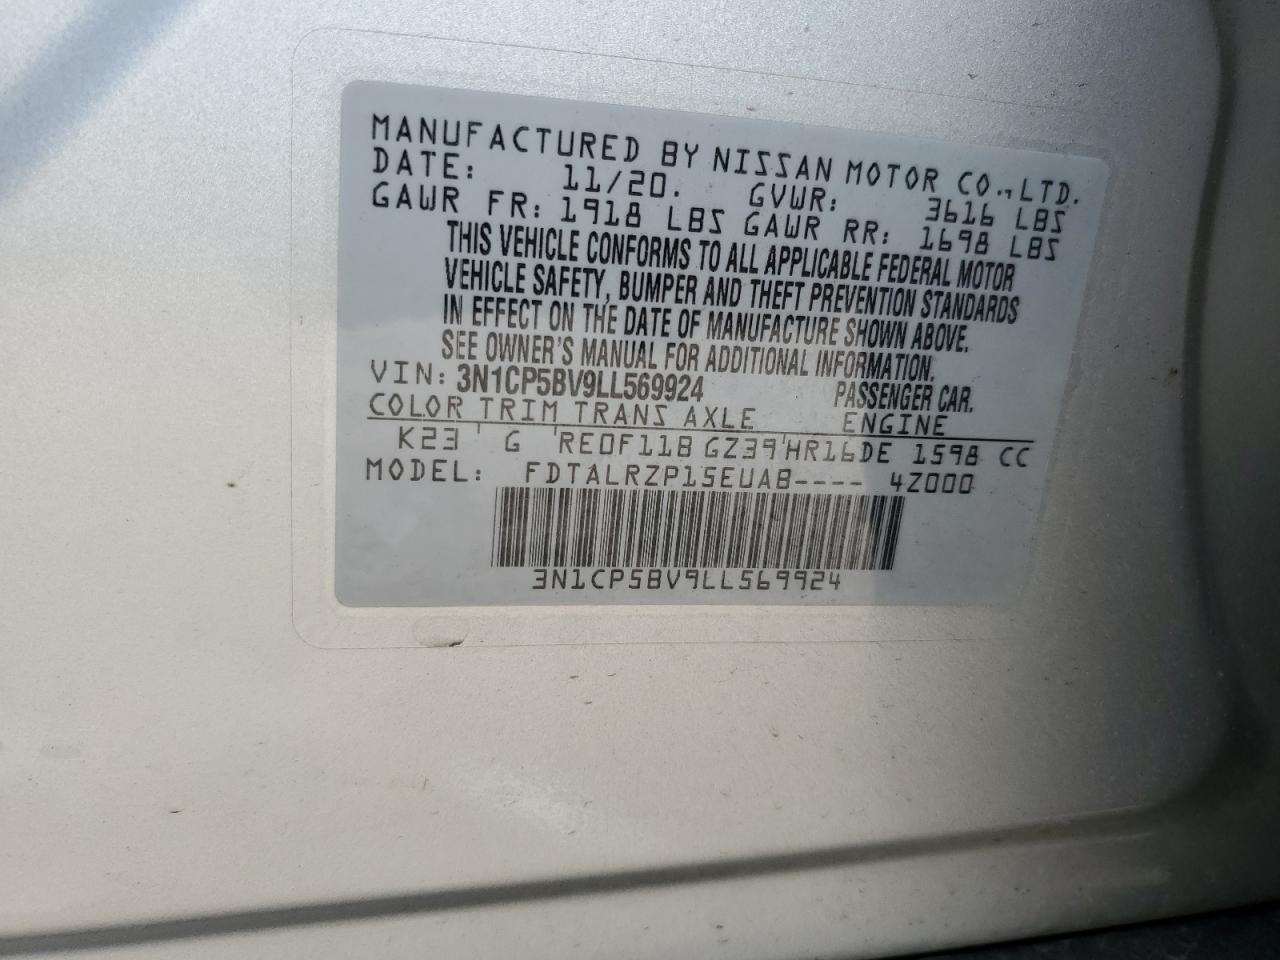 MANUFACTURED BY NISSAN MOTOR CO., LTD.
DATE: 11/20. GVWR: 3616 LBS
GAWR FR: 1918 LBS GAWR RR: 1698 LBS
THIS VEHICLE CONFORMS TO ALL APPLICABLE FEDERAL MOTOR
VEHICLE SAFETY, BUMPER AND THEFT PREVENTION STANDARDS
IN EFFECT ON THE DATE OF MANUFACTURE SHOWN ABOVE.
SEE OWNER'S MANUAL FOR ADDITIONAL INFORMATION.
VIN: 3N1CP5BV9LL569924 PASSENGER CAR.
COLOR TRIM TRANS AXLE ENGINE
K23 ' G 'RE0F11B GZ39'HR16DE 1598 CC
MODEL: FDTALRZP15EUAB---- 4Z000
3N1CP5BV9LL569924